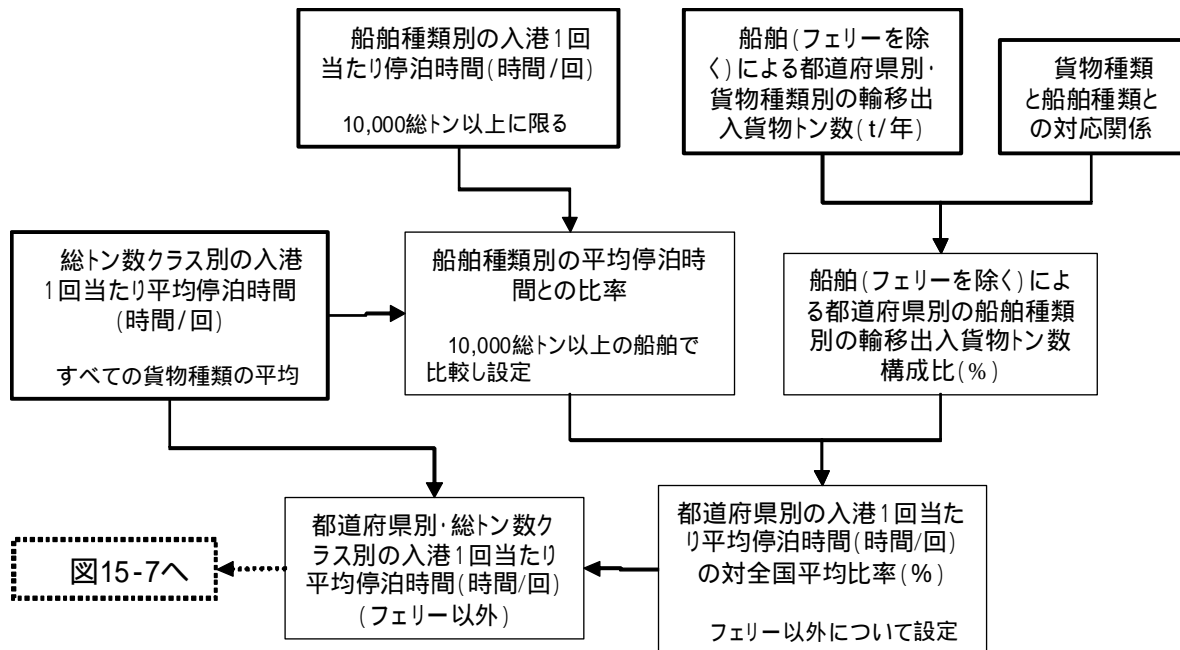 船舶種類別の入港1回
当たり停泊時間(時間/回)
10,000総トン以上に限る
船舶(フェリーを除
く)による都道府県別・
貨物種類別の輸移出
入貨物トン数(t/年)
貨物種類
と船舶種類と
の対応関係
総トン数クラス別の入港
1回当たり平均停泊時間
(時間/回)
すべての貨物種類の平均
船舶種類別の平均停泊時
間との比率
10,000総トン以上の船舶で
比較し設定
船舶(フェリーを除く)によ
る都道府県別の船舶種類
別の輸移出入貨物トン数
構成比(%)
図15-7へ
都道府県別・総トン数ク
ラス別の入港1回当たり
平均停泊時間(時間/回)
(フェリー以外)
都道府県別の入港1回当た
り平均停泊時間(時間/回)
の対全国平均比率(%)
フェリー以外について設定